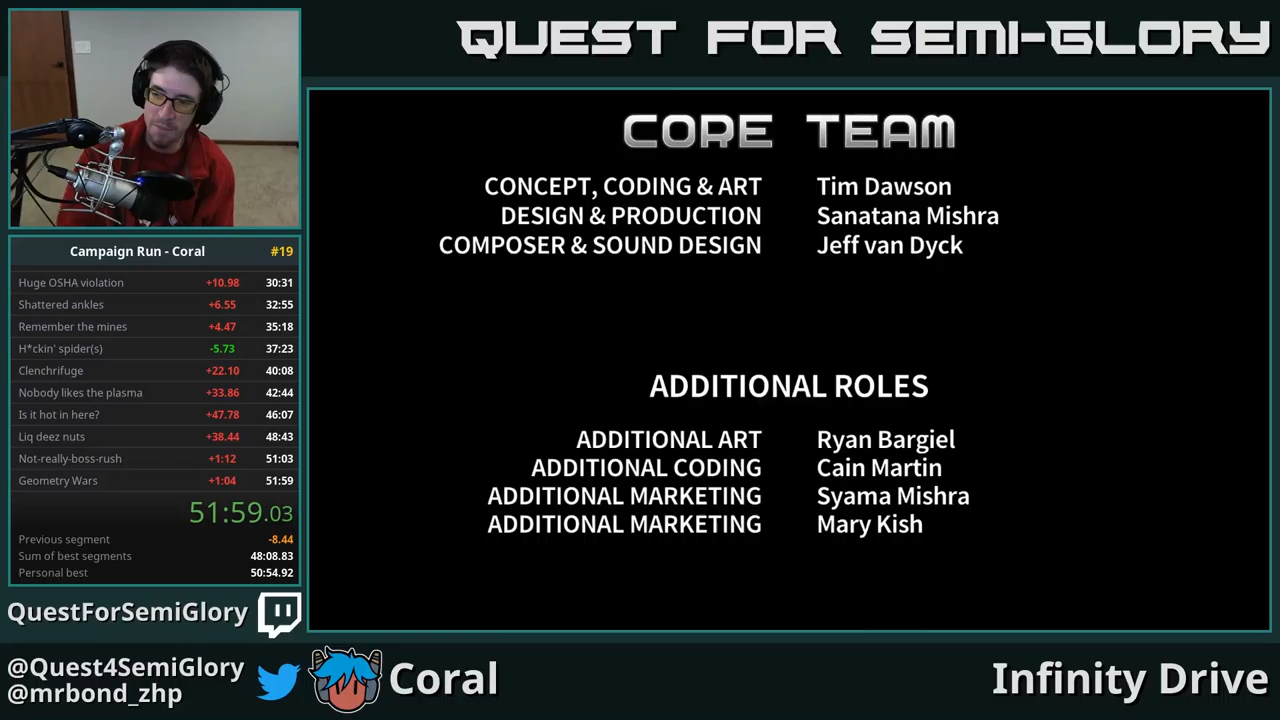 QUEST FOR SEMI-GLORY
Campaign Run - Coral #19
Huge OSHA violation +10.98 30:31
Shattered ankles +6.55 32:55
Remember the mines +4.47 35:18
H*ckin' spider(s) -5.73 37:23
Clenchrifuge +22.10 40:08
Nobody likes the plasma +33.86 42:44
Is it hot in here? +47.78 46:07
Liq deez nuts +38.44 48:43
Not-really-boss-rush +1:12 51:03
Geometry Wars +1:04 51:59
51:59.03
Previous segment -8.44
Sum of best segments 48:08.83
Personal best 50:54.92
QuestForSemiGlory
@Quest4SemiGlory
@mrbond_zhp
Coral
Infinity Drive
CORE TEAM
CONCEPT, CODING & ART Tim Dawson
DESIGN & PRODUCTION Sanatana Mishra
COMPOSER & SOUND DESIGN Jeff van Dyck
ADDITIONAL ROLES
ADDITIONAL ART Ryan Bargiel
ADDITIONAL CODING Cain Martin
ADDITIONAL MARKETING Syama Mishra
ADDITIONAL MARKETING Mary Kish